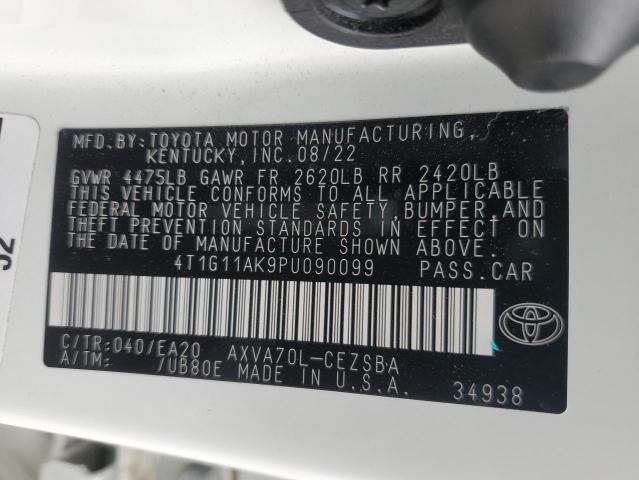 MFD.BY:TOYOTA MOTOR MANUFACTURING,
KENTUCKY,INC.08/22
GVWR 4475LB GAWR FR 2620LB RR 2420LB
THIS VEHICLE CONFORMS TO ALL APPLICABLE
FEDERAL MOTOR VEHICLE SAFETY,BUMPER,AND
THEFT PREVENTION STANDARDS IN EFFECT ON
THE DATE OF MANUFACTURE SHOWN ABOVE.
4T1G11AK9PU090099 PASS.CAR
C/TR:040/EA20 AXVA70L-CEZSBA
A/TM: /UB80E MADE IN U.S.A.
34938